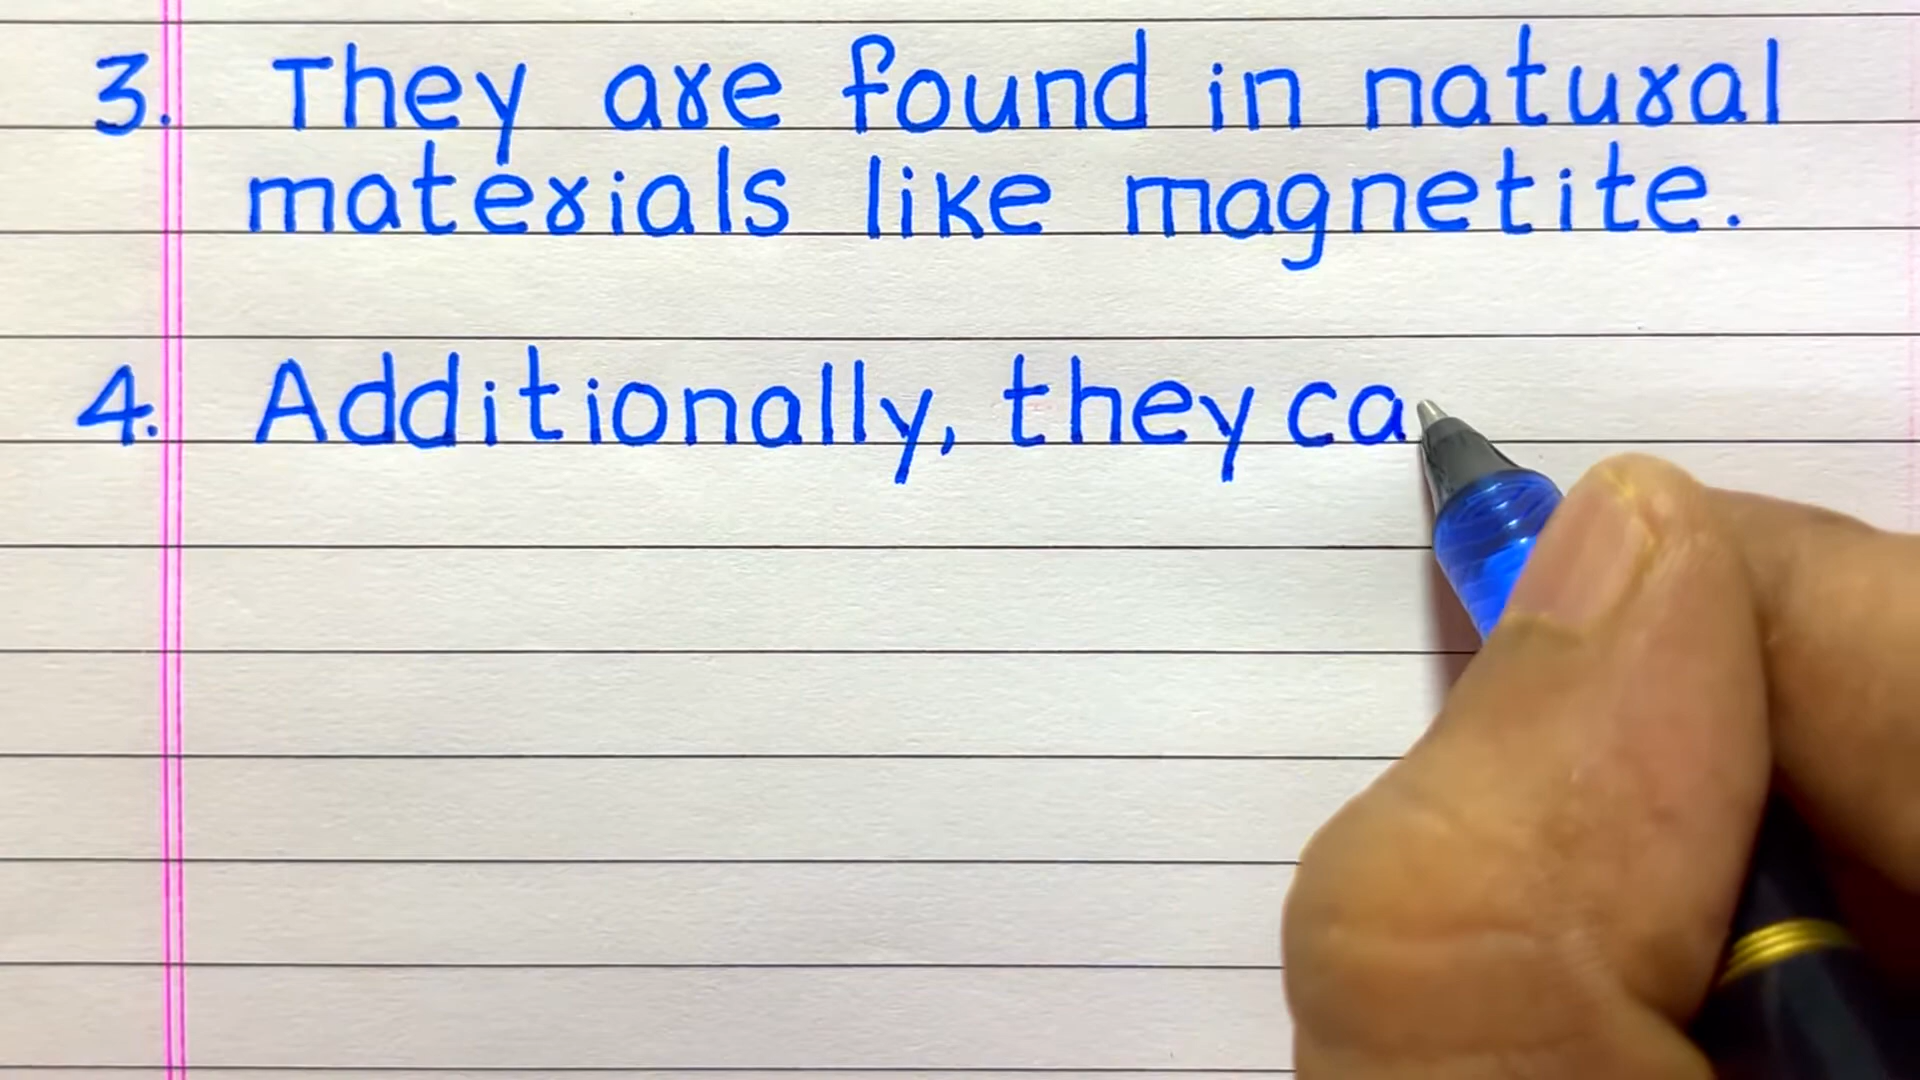 3. They are found in natural
materials like magnetite.
4. Additionally, they ca